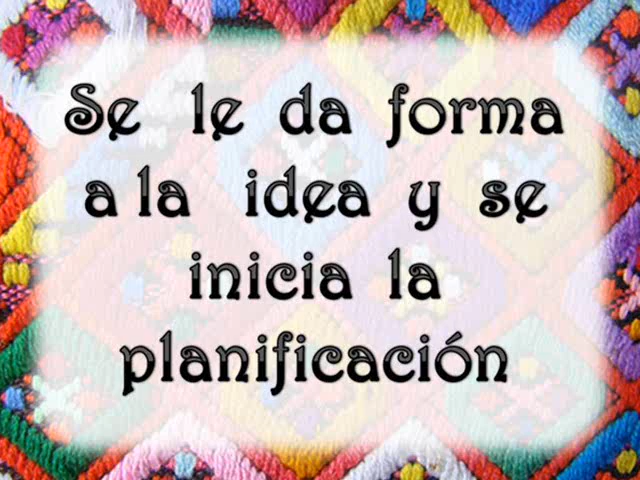 Se le da forma
a la idea y se
inicia la
planificación